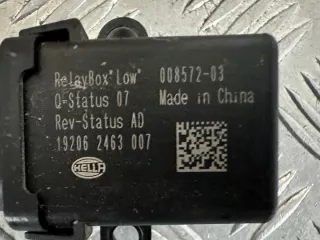 RelayBox"Low" 008572-03
Q-Status 07 Made in China
Rev-Status AD
19206 2463 007
HELLA